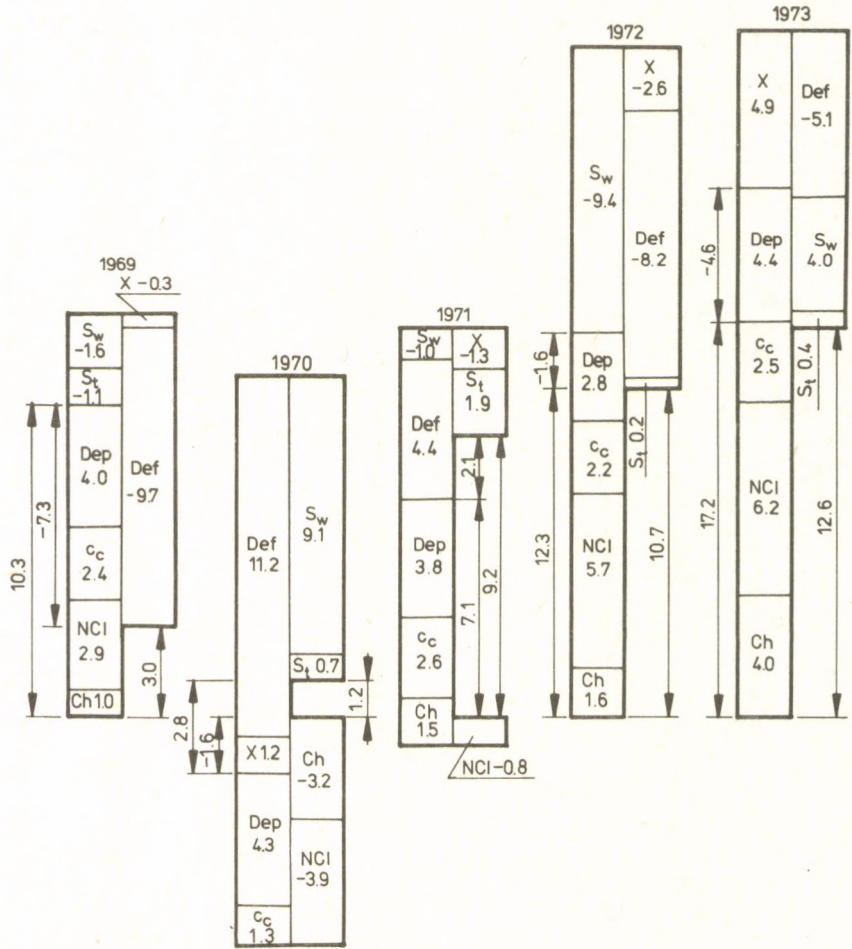 1969
X -0.3
Sw
-1.6
St
-1.1
Dep
4.0
Def
-9.7
cc
2.4
NCI
2.9
Ch 1.0
10.3
-7.3
3.0
1970
Def
11.2
Sw
9.1
St 0.7
X 1.2
Ch
-3.2
Dep
4.3
NCI
-3.9
cc
1.3
2.8
-1.6
1.2
1971
Sw
-1.0
X
-1.3
St
1.9
Def
4.4
Dep
3.8
cc
2.6
Ch
1.5
NCI -0.8
2.1
7.1
9.2
1972
X
-2.6
Sw
-9.4
Def
-8.2
Dep
2.8
St 0.2
cc
2.2
NCI
5.7
Ch
1.6
-1.6
12.3
10.7
1973
X
4.9
Def
-5.1
Dep
4.4
Sw
4.0
St 0.4
cc
2.5
NCI
6.2
Ch
4.0
-4.6
17.2
12.6